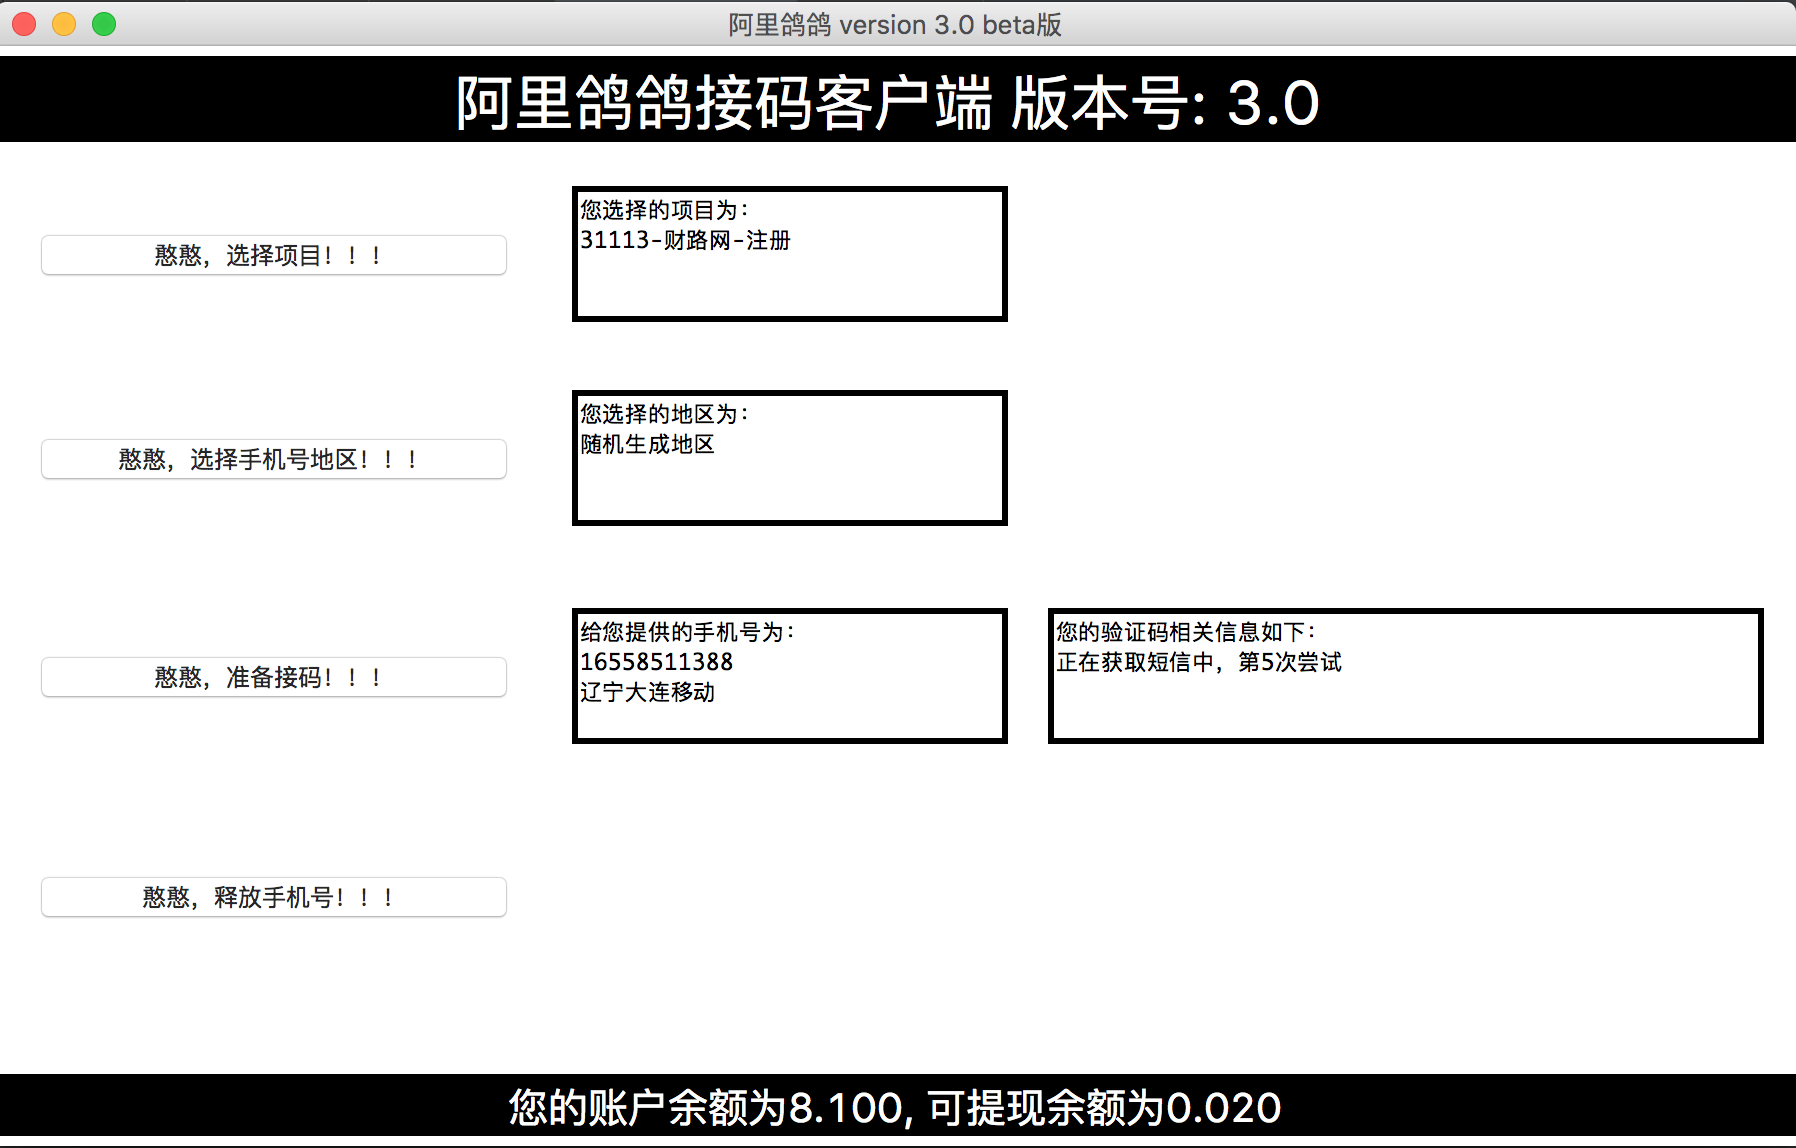 阿里鸽鸽 version 3.0 beta版
阿里鸽鸽接码客户端 版本号: 3.0
憨憨，选择项目！！！
您选择的项目为：
31113-财路网-注册
憨憨，选择手机号地区！！！
您选择的地区为：
随机生成地区
憨憨，准备接码！！！
给您提供的手机号为：
16558511388
辽宁大连移动
您的验证码相关信息如下：
正在获取短信中，第5次尝试
憨憨，释放手机号！！！
您的账户余额为8.100, 可提现余额为0.020